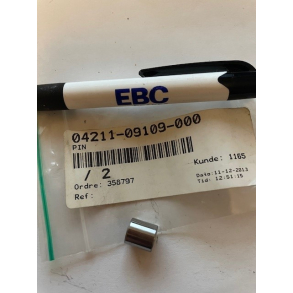 EBC
04211-09109-000
PIN
/ 2
Kunde: 1165
Ordre: 358797
Dato: 11-12-2013
Ref:
Tid: 12:51:15